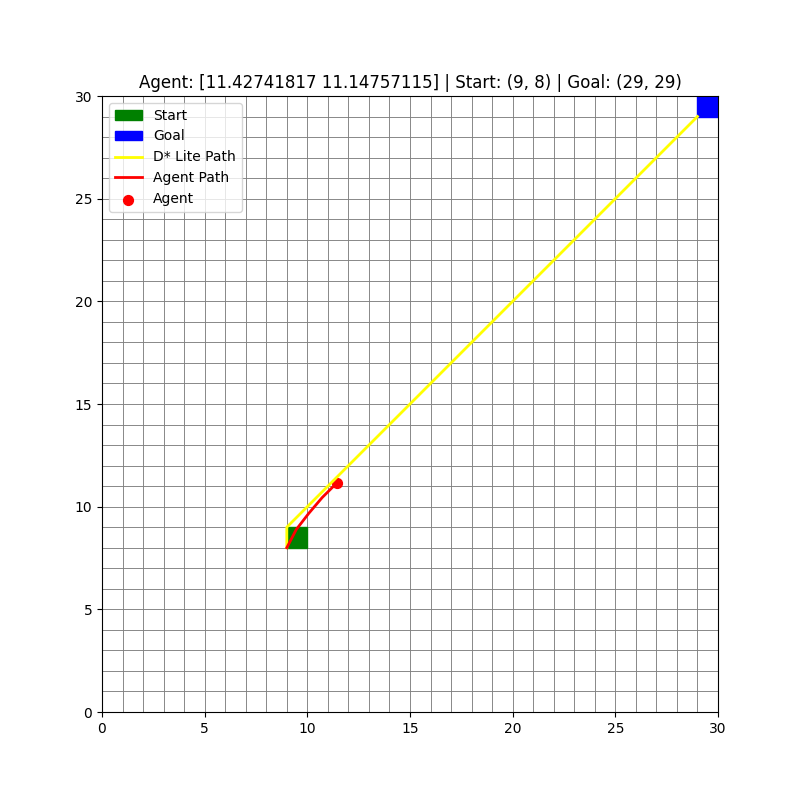 Agent: [11.42741817 11.14757115] | Start: (9, 8) | Goal: (29, 29)
Start
Goal
D* Lite Path
Agent Path
Agent
30
25
20
15
10
5
0
0 5 10 15 20 25 30